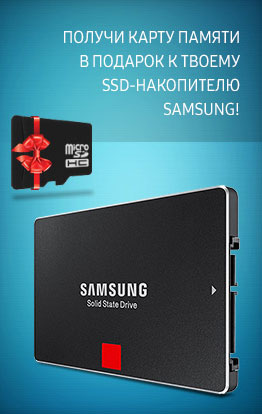 ПОЛУЧИ КАРТУ ПАМЯТИ
В ПОДАРОК К ТВОЕМУ
SSD-НАКОПИТЕЛЮ
SAMSUNG!
micro
SD
HC
SAMSUNG
Solid State Drive